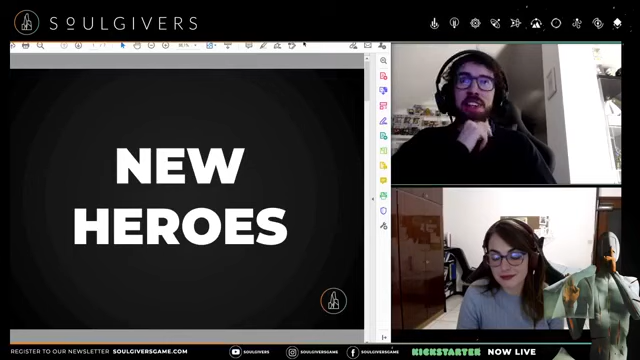 SOULGIVERS
NEW
HEROES
REGISTER TO OUR NEWSLETTER SOULGIVERSGAME.COM
SOULGIVERS
SOULGIVERSGAME
SOULGIVERSGAME
KICKSTARTER NOW LIVE